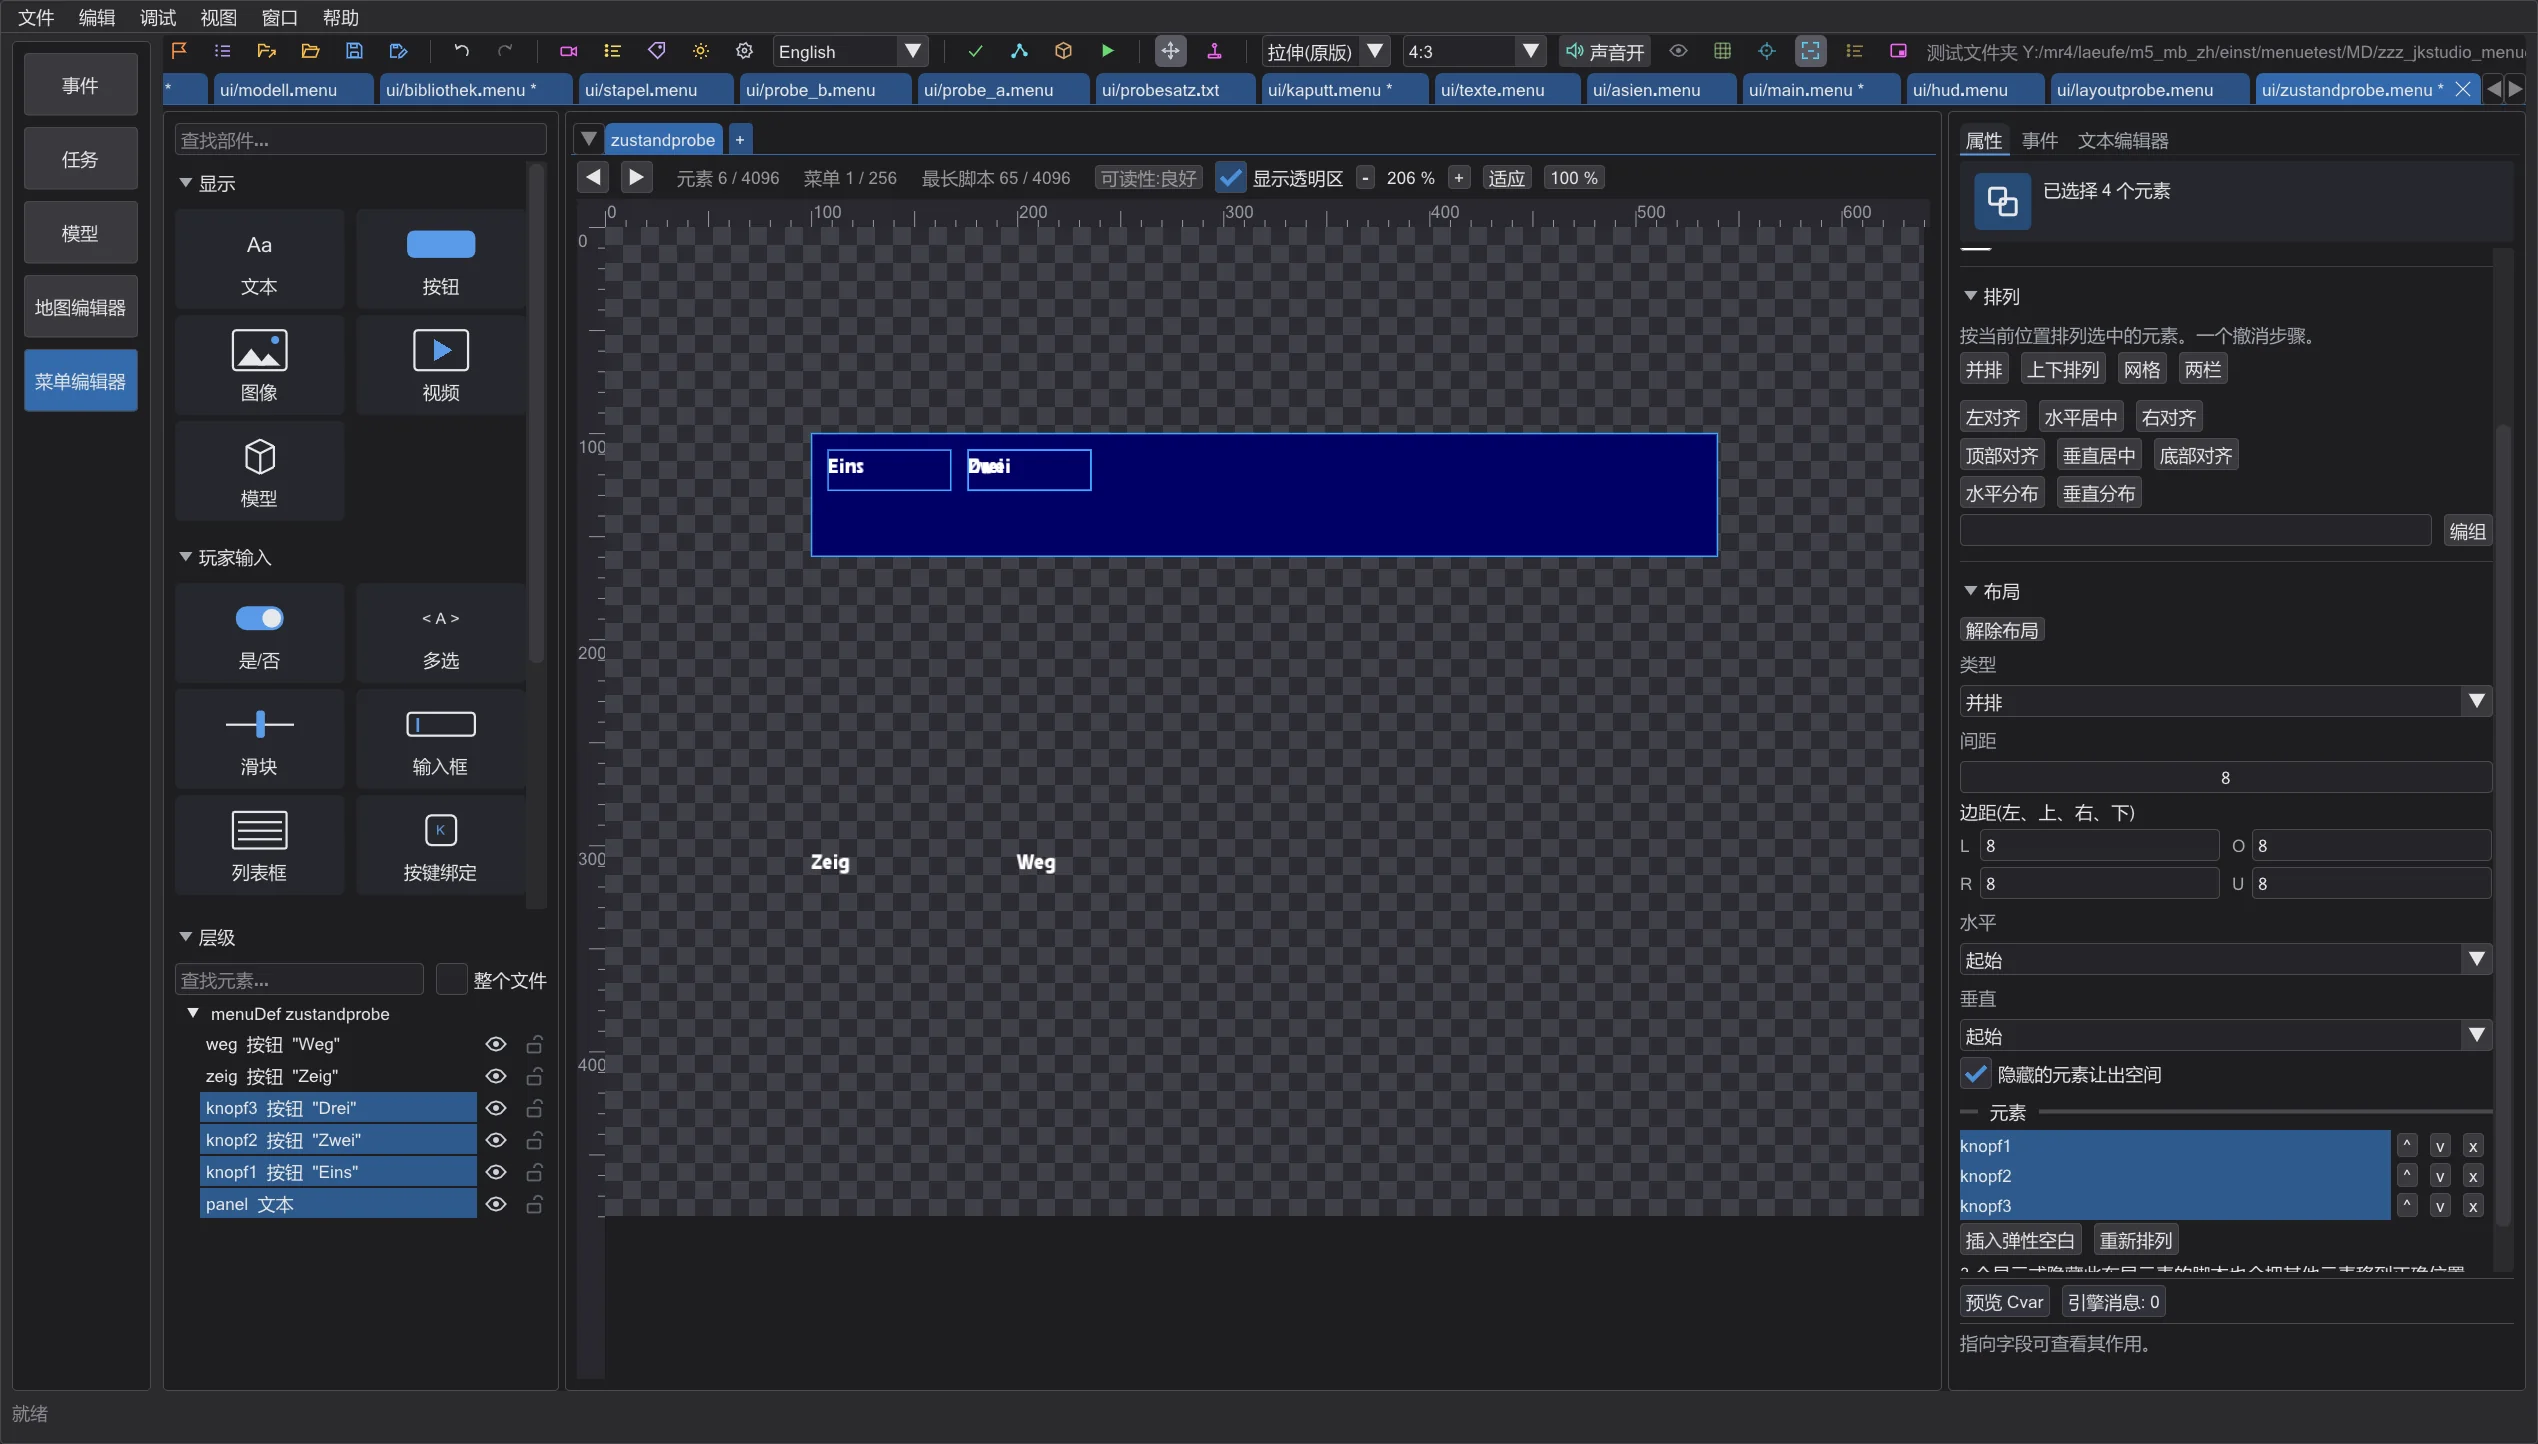 文件 编辑 调试 视图 窗口 帮助
English 拉伸(原版) 4:3 声音开 测试文件夹 Y:/mr4/laeufe/m5_mb_zh/einst/menuetest/MD/zzz_jkstudio_menu
* ui/modell.menu ui/bibliothek.menu * ui/stapel.menu ui/probe_b.menu ui/probe_a.menu ui/probesatz.txt ui/kaputt.menu * ui/texte.menu ui/asien.menu ui/main.menu * ui/hud.menu ui/layoutprobe.menu ui/zustandprobe.menu *
事件
任务
模型
地图编辑器
菜单编辑器
查找部件...
显示
Aa
文本 按钮
图像 视频
模型
玩家输入
< A >
是/否 多选
滑块 输入框
K
列表框 按键绑定
层级
查找元素... 整个文件
menuDef zustandprobe
weg 按钮 "Weg"
zeig 按钮 "Zeig"
knopf3 按钮 "Drei"
knopf2 按钮 "Zwei"
knopf1 按钮 "Eins"
panel 文本
zustandprobe +
元素 6 / 4096 菜单 1 / 256 最长脚本 65 / 4096 可读性:良好 显示透明区 - 206 % + 适应 100 %
0 100 200 300 400 500 600
0
100
200
300
400
Eins
Zeig Weg
属性 事件 文本编辑器
已选择 4 个元素
排列
按当前位置排列选中的元素。一个撤消步骤。
并排 上下排列 网格 两栏
左对齐 水平居中 右对齐
顶部对齐 垂直居中 底部对齐
水平分布 垂直分布
编组
布局
解除布局
类型
并排
间距
8
边距(左、上、右、下)
L 8 O 8
R 8 U 8
水平
起始
垂直
起始
隐藏的元素让出空间
元素
knopf1 ^ v x
knopf2 ^ v x
knopf3 ^ v x
插入弹性空白 重新排列
预览 Cvar 引擎消息: 0
指向字段可查看其作用。
就绪